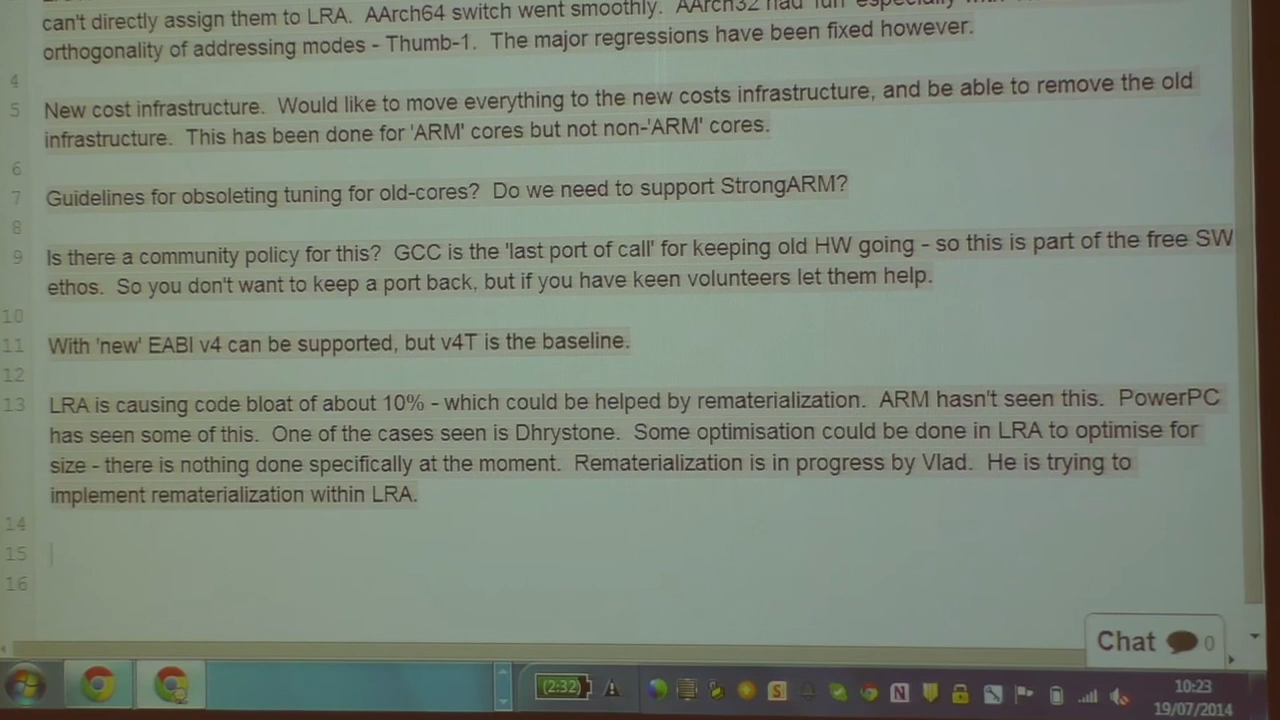 can't directly assign them to LRA.  AArch64 switch went smoothly.  AArch32 had fun especially
orthogonality of addressing modes - Thumb-1.  The major regressions have been fixed however.
4
5 New cost infrastructure.  Would like to move everything to the new costs infrastructure, and be able to remove the old
infrastructure.  This has been done for 'ARM' cores but not non-'ARM' cores.
6
7 Guidelines for obsoleting tuning for old-cores?  Do we need to support StrongARM?
8
9 Is there a community policy for this?  GCC is the 'last port of call' for keeping old HW going - so this is part of the free SW
ethos.  So you don't want to keep a port back, but if you have keen volunteers let them help.
10
11 With 'new' EABI v4 can be supported, but v4T is the baseline.
12
13 LRA is causing code bloat of about 10% - which could be helped by rematerialization.  ARM hasn't seen this.  PowerPC
has seen some of this.  One of the cases seen is Dhrystone.  Some optimisation could be done in LRA to optimise for
size - there is nothing done specifically at the moment.  Rematerialization is in progress by Vlad.  He is trying to
implement rematerialization within LRA.
14
15
16
Chat 0
(2:32) S N 10:23
19/07/2014